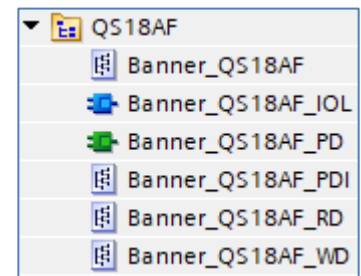 QS18AF
Banner_QS18AF
Banner_QS18AF_IOL
Banner_QS18AF_PD
Banner_QS18AF_PDI
Banner_QS18AF_RD
Banner_QS18AF_WD